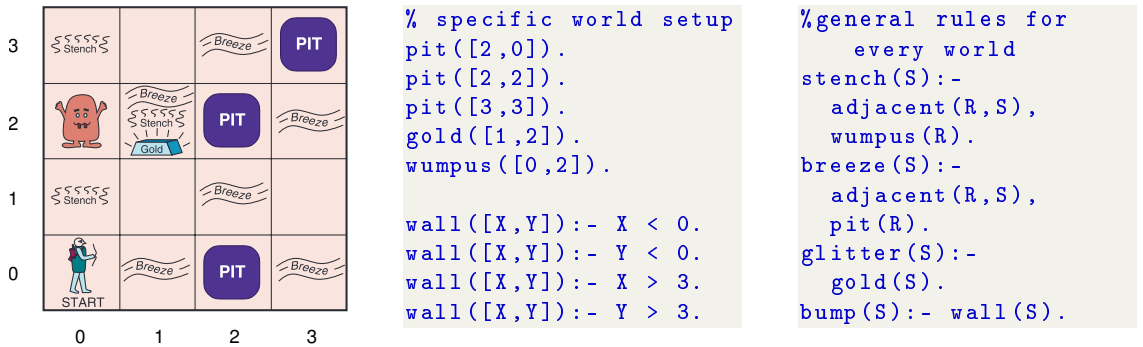 3
Stench
Breeze
PIT
2
Breeze
Stench
Gold
PIT
Breeze
1
Stench
Breeze
0
START
Breeze
PIT
Breeze
0 1 2 3
% specific world setup
pit([2,0]).
pit([2,2]).
pit([3,3]).
gold([1,2]).
wumpus([0,2]).
wall([X,Y]):- X < 0.
wall([X,Y]):- Y < 0.
wall([X,Y]):- X > 3.
wall([X,Y]):- Y > 3.
%general rules for
every world
stench(S):-
adjacent(R,S),
wumpus(R).
breeze(S):-
adjacent(R,S),
pit(R).
glitter(S):-
gold(S).
bump(S):- wall(S).